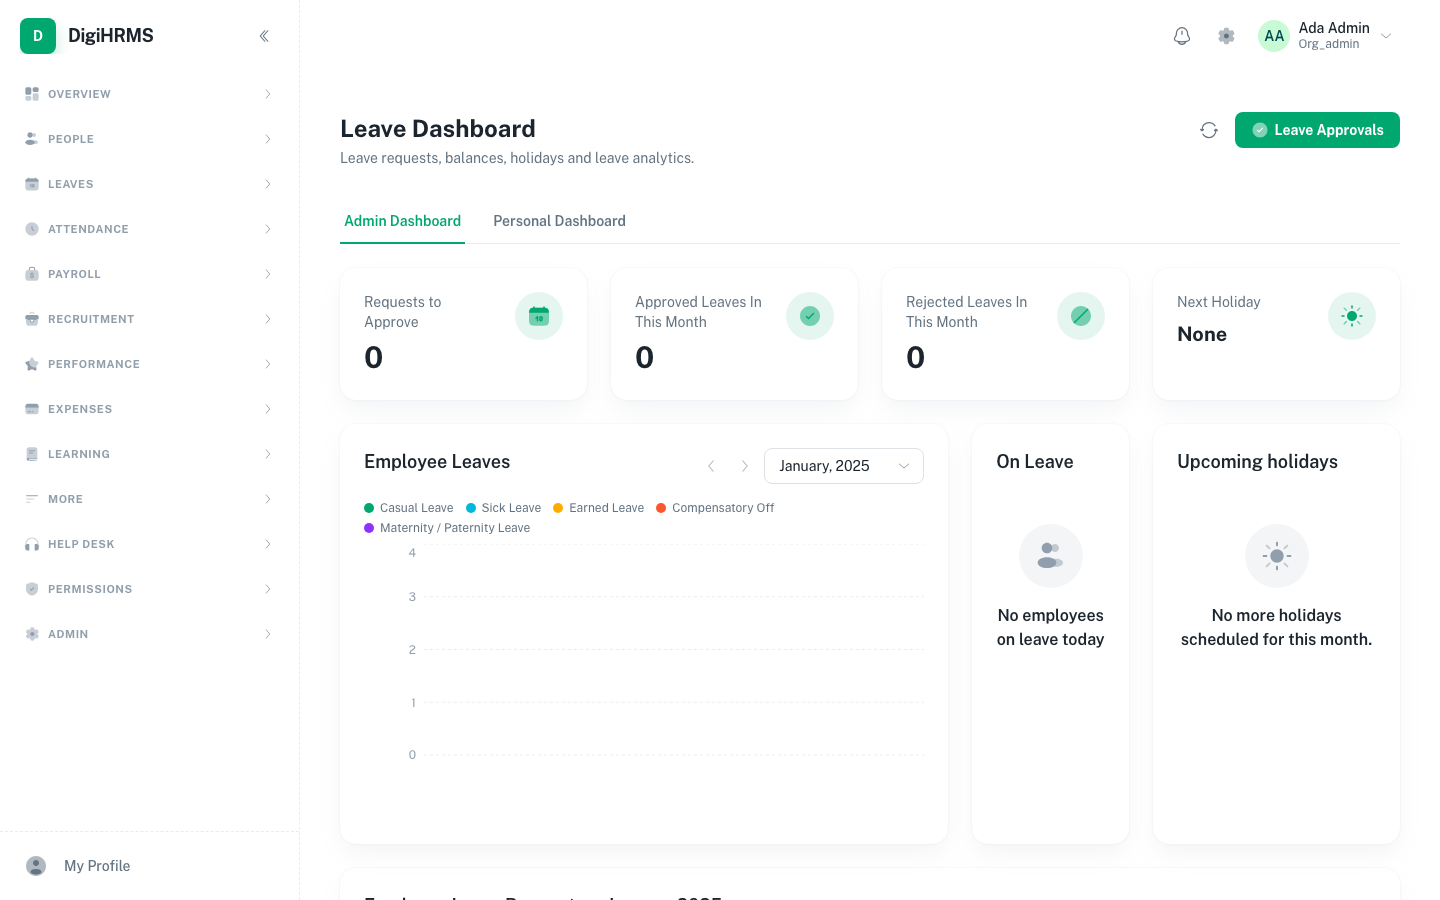 D DigiHRMS
OVERVIEW
PEOPLE
LEAVES
ATTENDANCE
PAYROLL
RECRUITMENT
PERFORMANCE
EXPENSES
LEARNING
MORE
HELP DESK
PERMISSIONS
ADMIN
My Profile
AA
Ada Admin
Org_admin
Leave Dashboard
Leave requests, balances, holidays and leave analytics.
Leave Approvals
Admin Dashboard
Personal Dashboard
Requests to
Approve
0
Approved Leaves In
This Month
0
Rejected Leaves In
This Month
0
Next Holiday
None
Employee Leaves
January, 2025
Casual Leave
Sick Leave
Earned Leave
Compensatory Off
Maternity / Paternity Leave
4
3
2
1
0
On Leave
No employees
on leave today
Upcoming holidays
No more holidays
scheduled for this month.